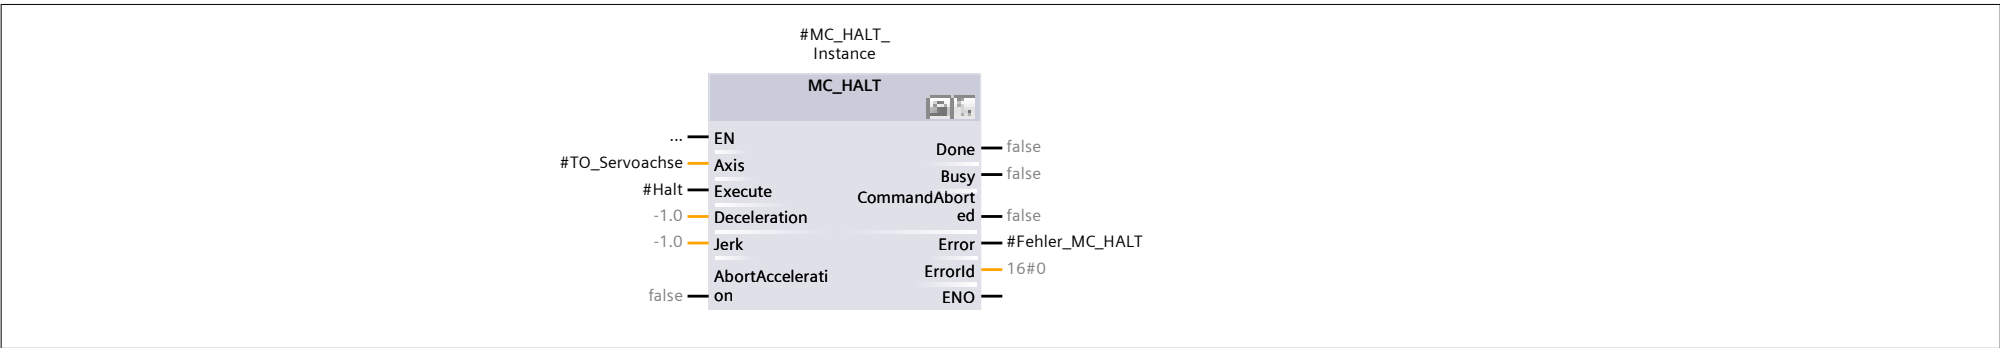 #MC_HALT_
Instance
MC_HALT
... EN
Done false
#TO_Servoachse Axis
Busy false
#Halt Execute
CommandAbort
ed false
-1.0 Deceleration
-1.0 Jerk
Error #Fehler_MC_HALT
ErrorId 16#0
AbortAccelerati
false on
ENO